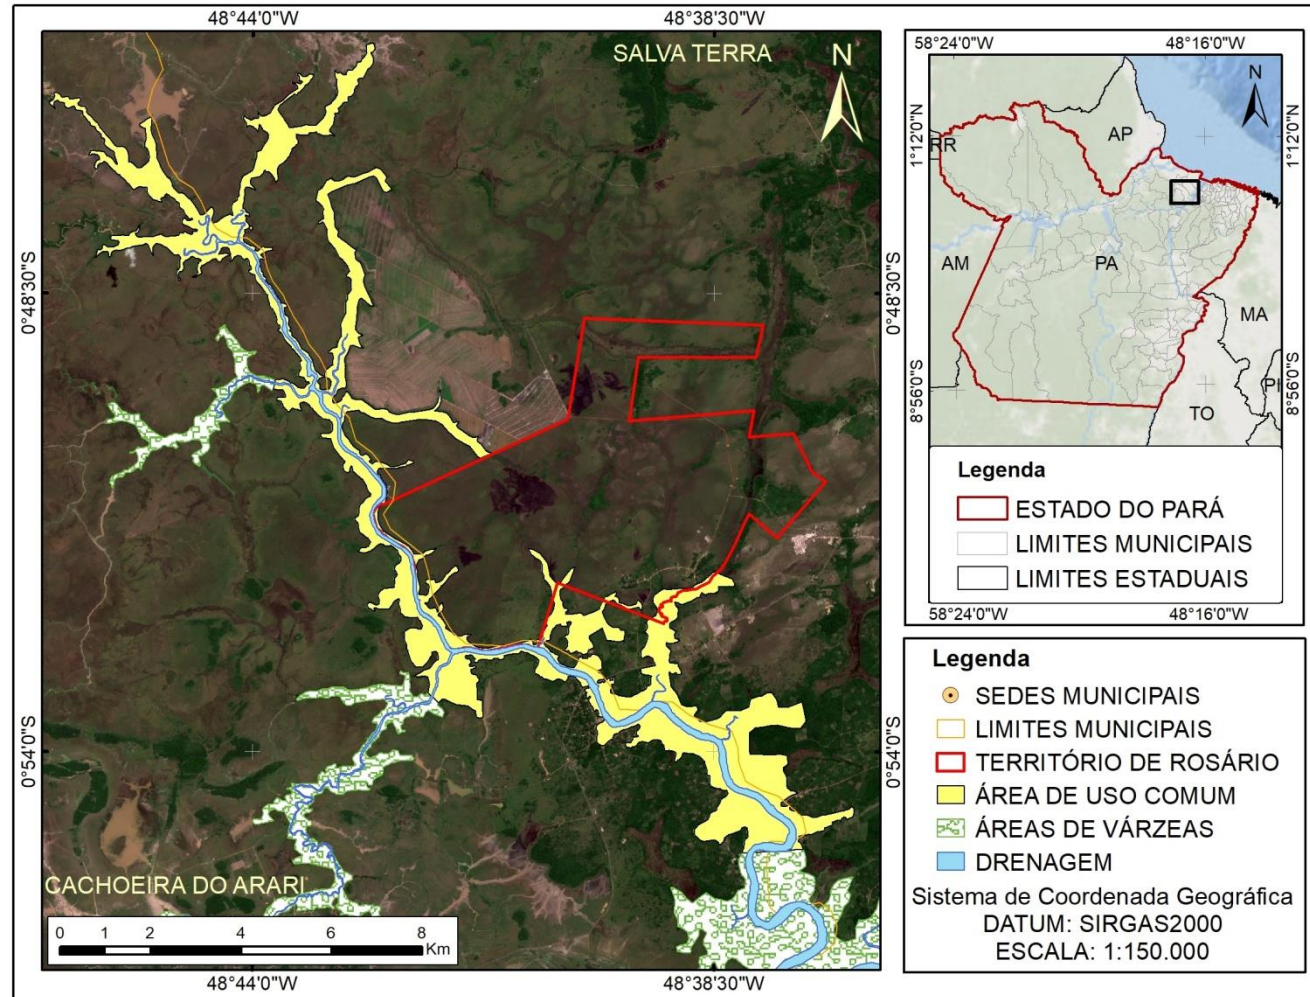 48°44'0"W
48°38'30"W
SALVA TERRA
N
0°48'30"S
0°48'30"S
0°54'0"S
0°54'0"S
CACHOEIRA DO ARARI
0 1 2 4 6 8
Km
48°44'0"W
48°38'30"W
58°24'0"W
48°16'0"W
N
1°12'0"N
1°12'0"N
RR
AP
AM
PA
MA
PI
TO
8°56'0"S
8°56'0"S
Legenda
ESTADO DO PARÁ
LIMITES MUNICIPAIS
LIMITES ESTADUAIS
58°24'0"W
48°16'0"W
Legenda
SEDES MUNICIPAIS
LIMITES MUNICIPAIS
TERRITÓRIO DE ROSÁRIO
ÁREA DE USO COMUM
ÁREAS DE VÁRZEAS
DRENAGEM
Sistema de Coordenada Geográfica
DATUM: SIRGAS2000
ESCALA: 1:150.000